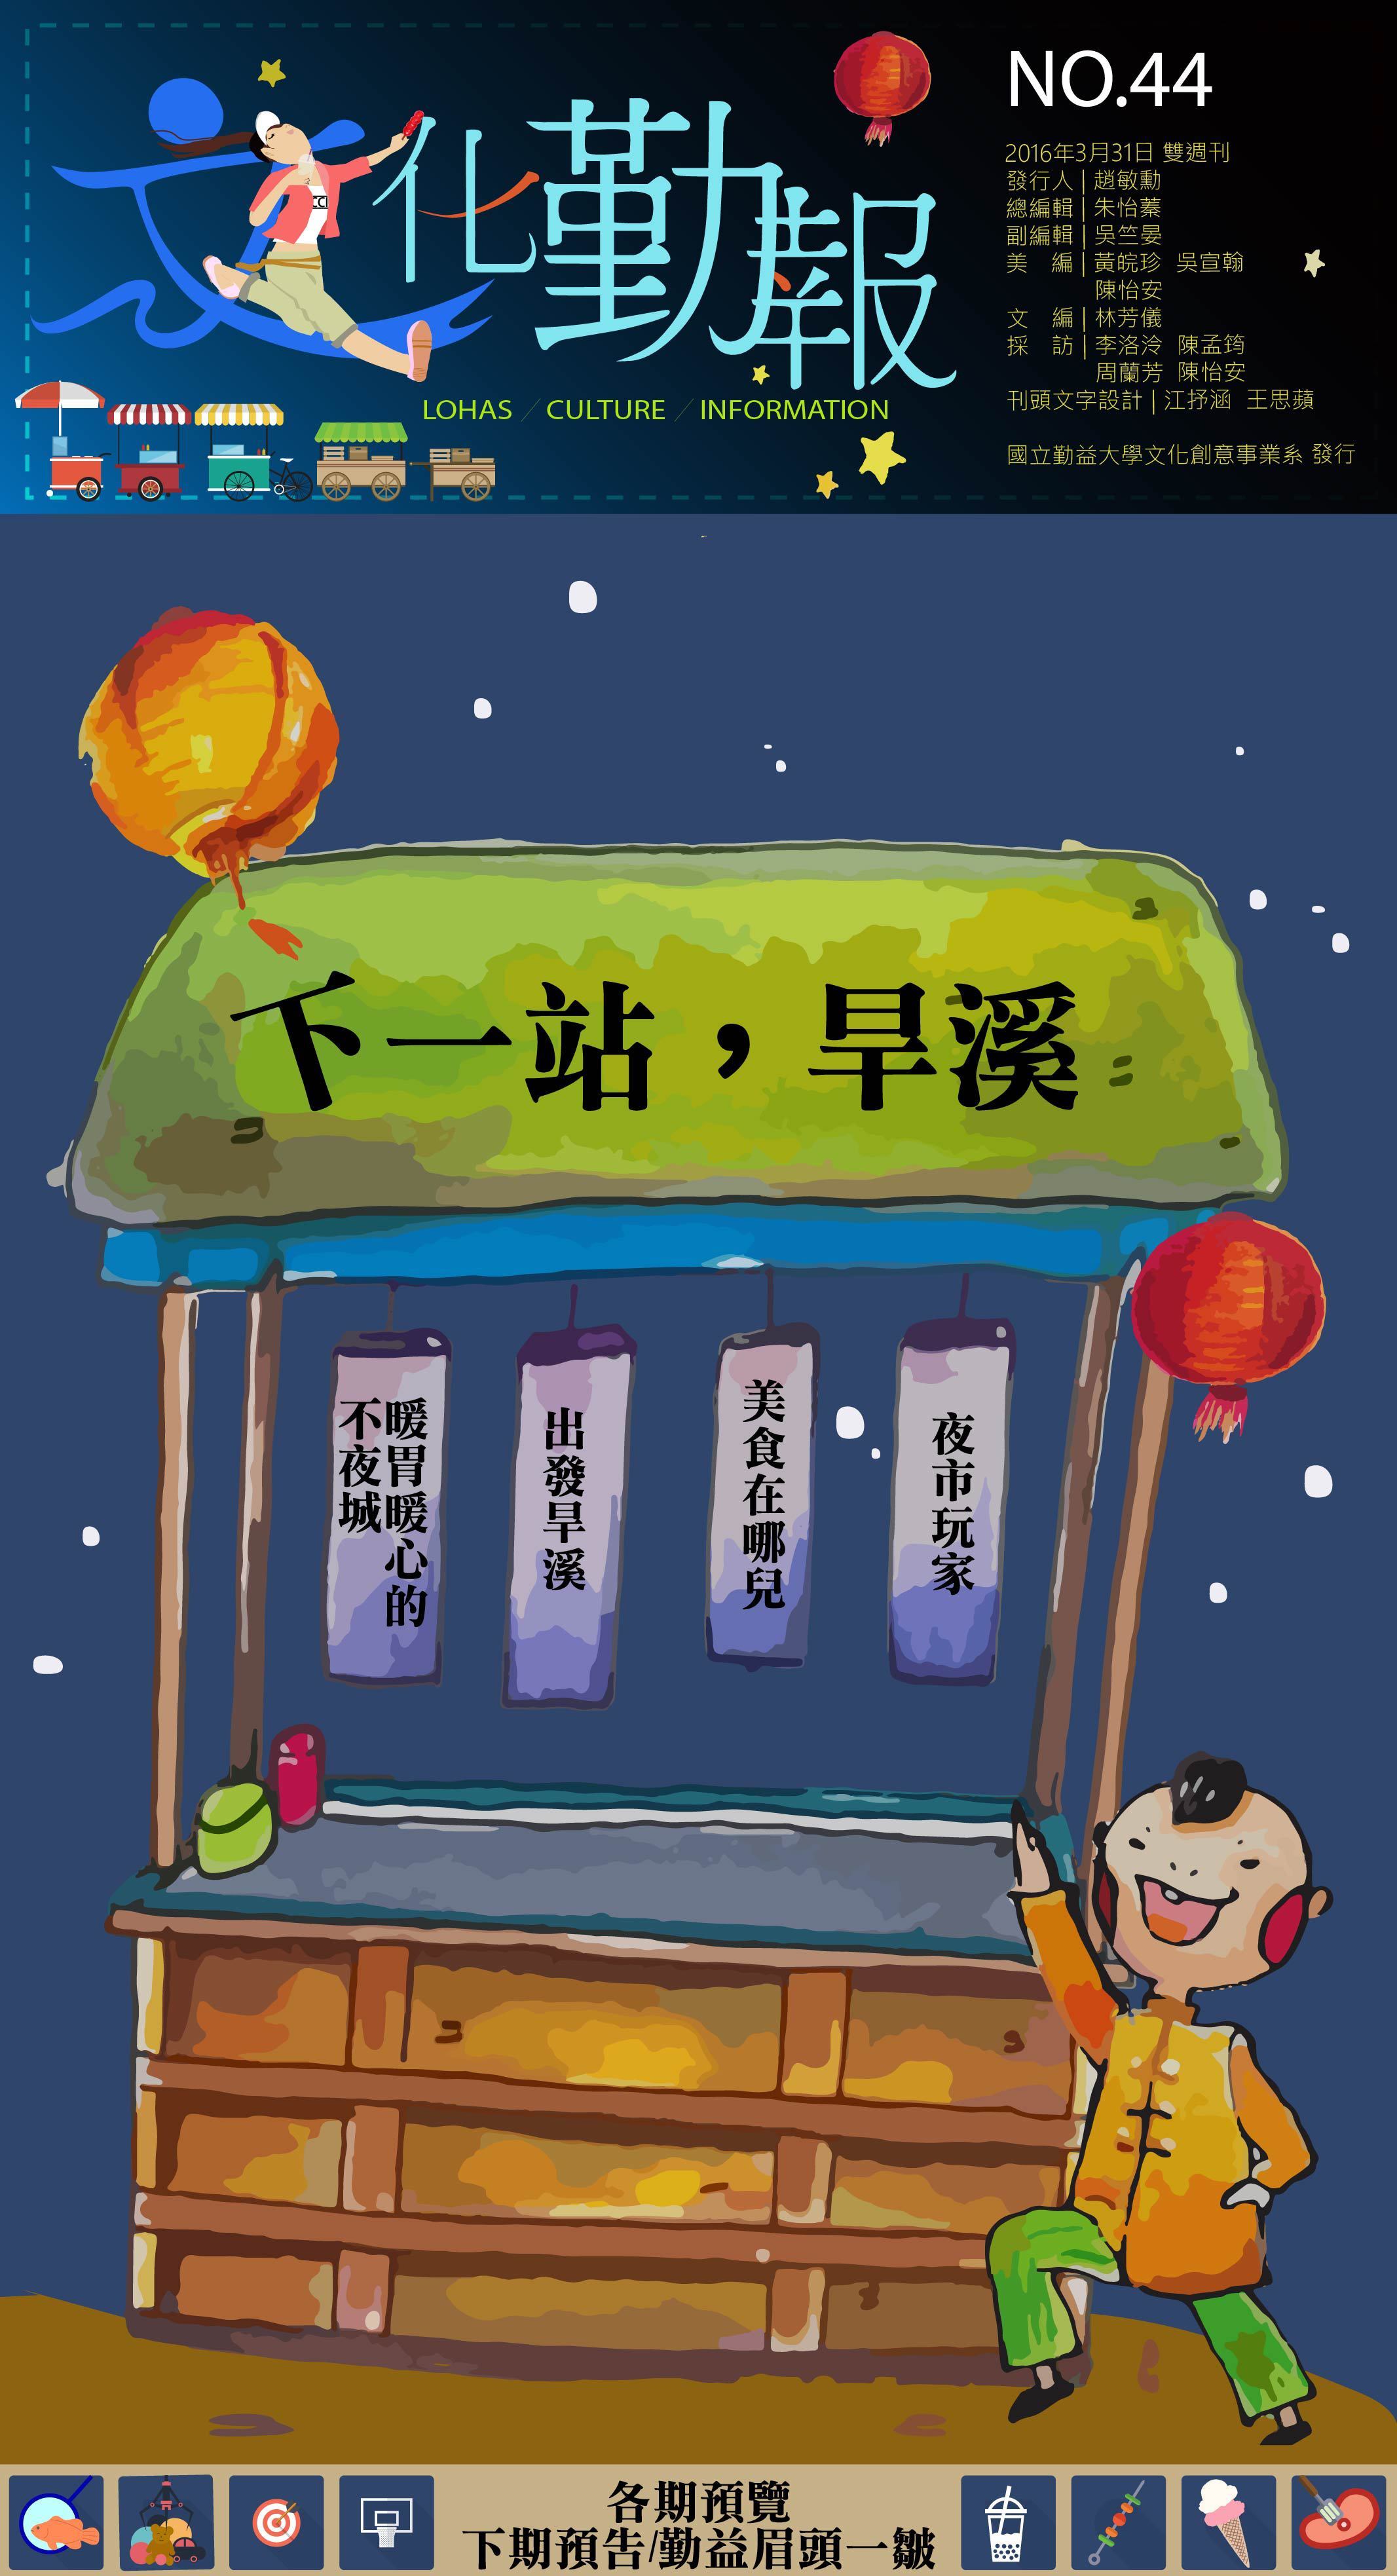 文化勤報
LOHAS / CULTURE / INFORMATION
NO.44
2016年3月31日 雙週刊
發行人|趙敏勳
總編輯|朱怡蓁
副編輯|吳竺晏
美 編|黃皖珍 吳宣翰
陳怡安
文 編|林芳儀
採 訪|李洛泠 陳孟筠
周蘭芳 陳怡安
刊頭文字設計|江抒涵 王思蘋
國立勤益大學文化創意事業系 發行
下一站，旱溪
暖胃暖心的
不夜城
出發旱溪
美食在哪兒
夜市玩家
各期預覽
下期預告/勤益眉頭一皺